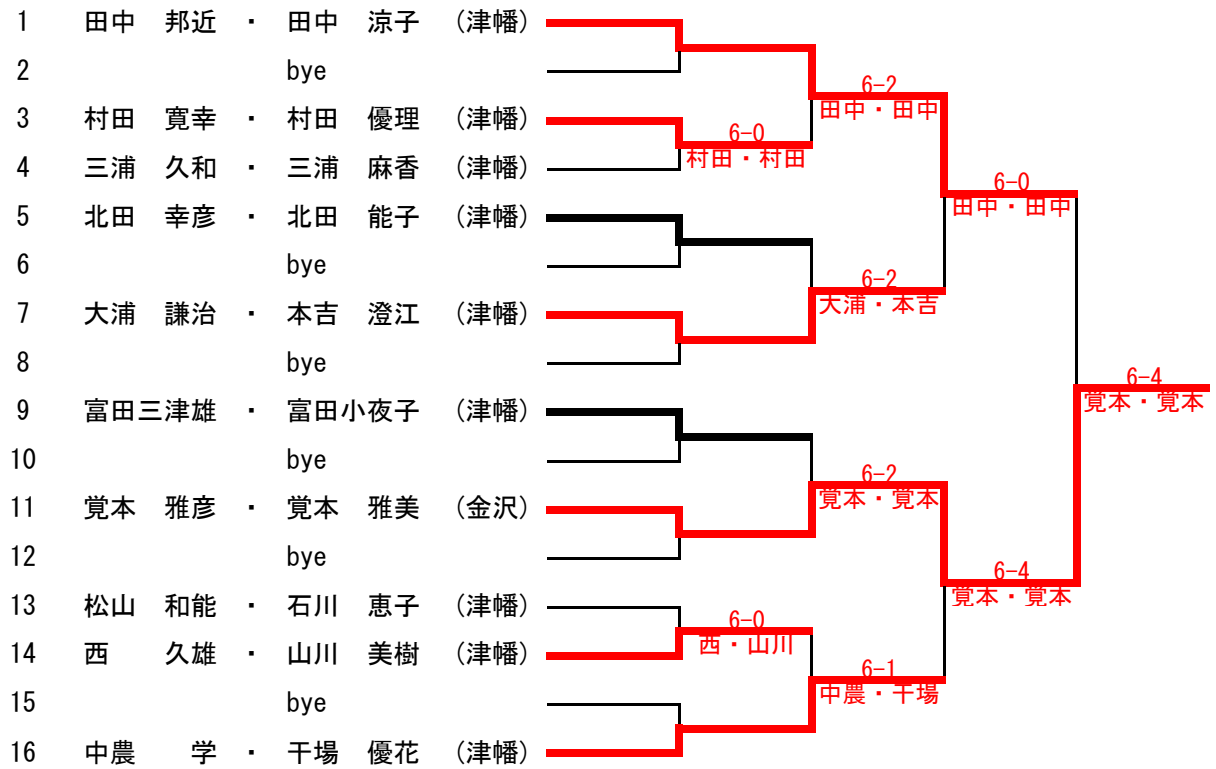 1 田中 邦近 ・ 田中 涼子 (津幡)
2 bye
6-2
田中・田中
3 村田 寛幸 ・ 村田 優理 (津幡)
6-0
村田・村田
4 三浦 久和 ・ 三浦 麻香 (津幡)
6-0
田中・田中
5 北田 幸彦 ・ 北田 能子 (津幡)
6 bye
6-2
大浦・本吉
7 大浦 謙治 ・ 本吉 澄江 (津幡)
8 bye
6-4
覚本・覚本
9 富田三津雄 ・ 富田小夜子 (津幡)
10 bye
6-2
覚本・覚本
11 覚本 雅彦 ・ 覚本 雅美 (金沢)
12 bye
6-4
覚本・覚本
13 松山 和能 ・ 石川 恵子 (津幡)
6-0
西・山川
14 西 久雄 ・ 山川 美樹 (津幡)
6-1
中農・干場
15 bye
16 中農 学 ・ 干場 優花 (津幡)